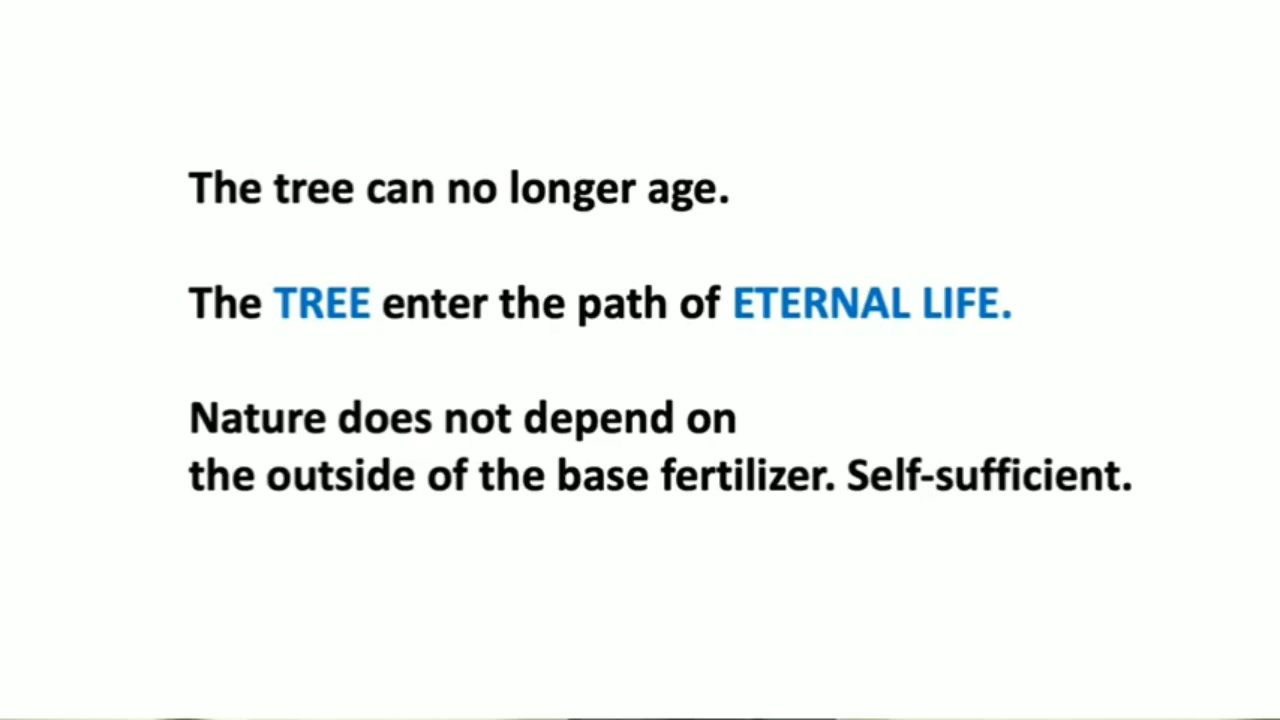 The tree can no longer age.
The TREE enter the path of ETERNAL LIFE.
Nature does not depend on
the outside of the base fertilizer. Self-sufficient.